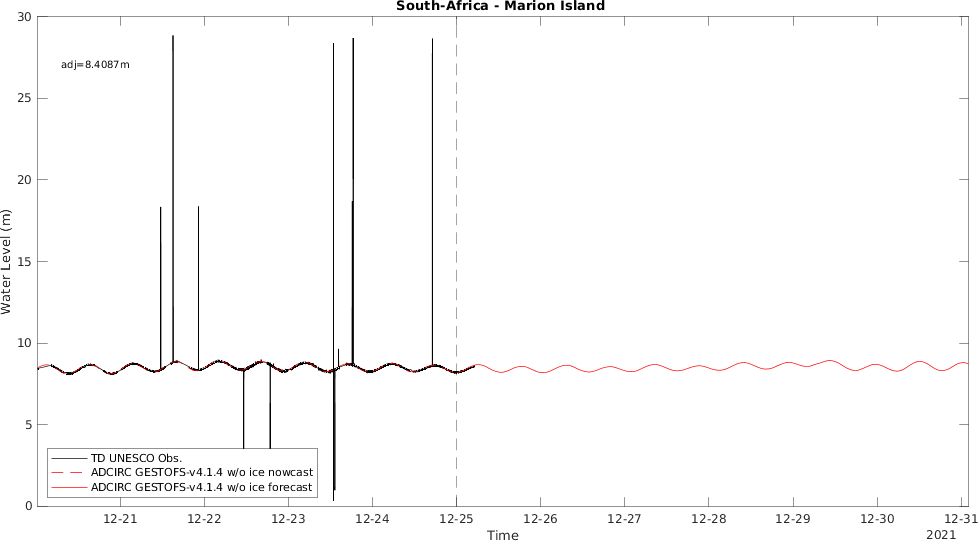 South-Africa - Marion Island
30
25
20
15
10
5
0
Water Level (m)
adj=8.4087m
TD UNESCO Obs.
ADCIRC GESTOFS-v4.1.4 w/o ice nowcast
ADCIRC GESTOFS-v4.1.4 w/o ice forecast
12-21 12-22 12-23 12-24 12-25 12-26 12-27 12-28 12-29 12-30 12-31
Time
2021